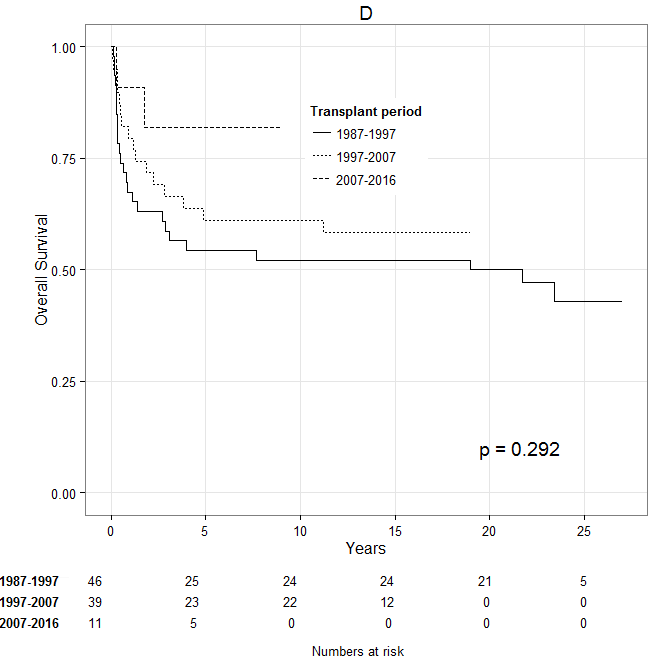 D
1.00
0.75
0.50
0.25
0.00
Overall Survival
Transplant period
1987-1997
1997-2007
2007-2016
p = 0.292
0 5 10 15 20 25
Years
1987-1997 46 25 24 24 21 5
1997-2007 39 23 22 12 0 0
2007-2016 11 5 0 0 0 0
Numbers at risk